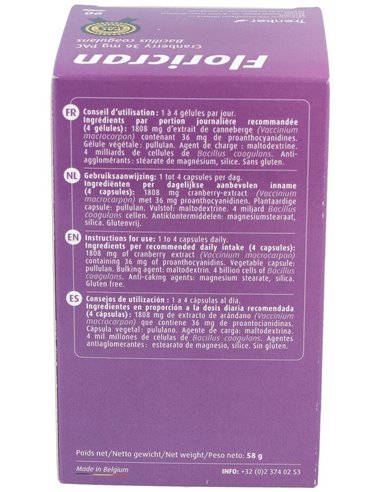 Trenker
Floricran
Cranberry 36 mg PAC
Bacillus coagulans
FR
Conseil d'utilisation : 1 à 4 gélules par jour.
Ingrédients par portion journalière recommandée
(4 gélules): 1808 mg d'extrait de canneberge (Vaccinium
macrocarpon) contenant 36 mg de proanthocyanidines.
Gélule végétale : pullulan. Agent de charge : maltodextrine.
4 milliards de cellules de Bacillus coagulans. Anti-
agglomérants : stéarate de magnésium, silice. Sans gluten.
NL
Gebruiksaanwijzing: 1 tot 4 capsules per dag.
Ingrediënten per dagelijkse aanbevolen inname
(4 capsules): 1808 mg cranberry-extract (Vaccinium
macrocarpon) met 36 mg proanthocyanidinen. Plantaardige
capsule: pullulan. Vulstof: maltodextrine. 4 miljard Bacillus
coagulans cellen. Antiklontermiddelen: magnesiumstearaat,
silica. Glutenvrij.
EN
Instructions for use: 1 to 4 capsules daily.
Ingredients per recommended daily intake (4 capsules):
1808 mg of cranberry extract (Vaccinium macrocarpon)
containing 36 mg of proanthocyanidins. Vegetable capsule:
pullulan. Bulking agent: maltodextrin. 4 billion cells of Bacillus
coagulans. Anti-caking agents: magnesium stearate, silica.
Gluten free.
ES
Consejos de utilización : 1 a 4 cápsulas al día.
Ingredientes en proporción a la dosis diaria recomendada
(4 cápsulas) : 1808 mg de extracto de arándano (Vaccinium
macrocarpon) que contiene 36 mg de proantocianidinas.
Cápsula vegetal : pullulano. Agente de carga: maltodextrina.
4 mil millones de células de Bacillus coagulans. Agentes
antiaglomerantes : estearato de magnesio, silice. Sin gluten.
Poids net/Netto gewicht/Net weight/Peso neto: 58 g
Made in Belgium
INFO: +32 (0)2 374 02 53